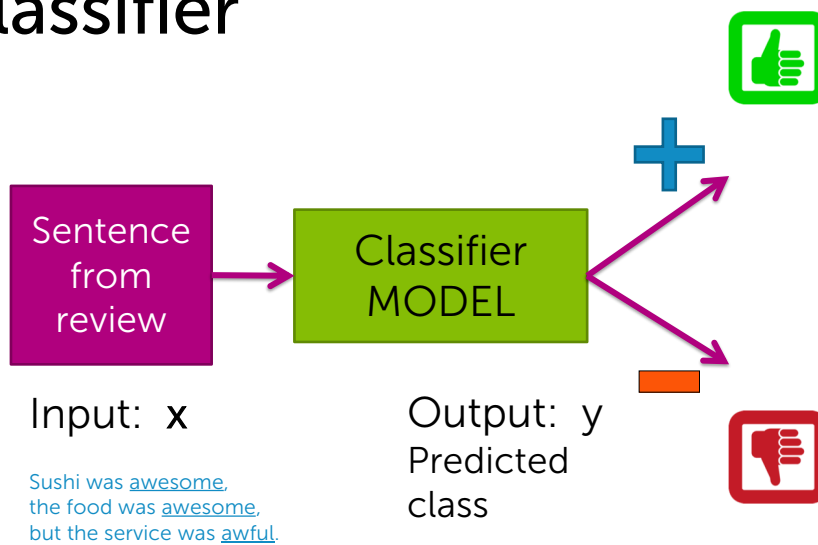 lassifier
Sentence
from
review
Classifier
MODEL
Input: x
Output: y
Predicted
class
Sushi was awesome,
the food was awesome,
but the service was awful.